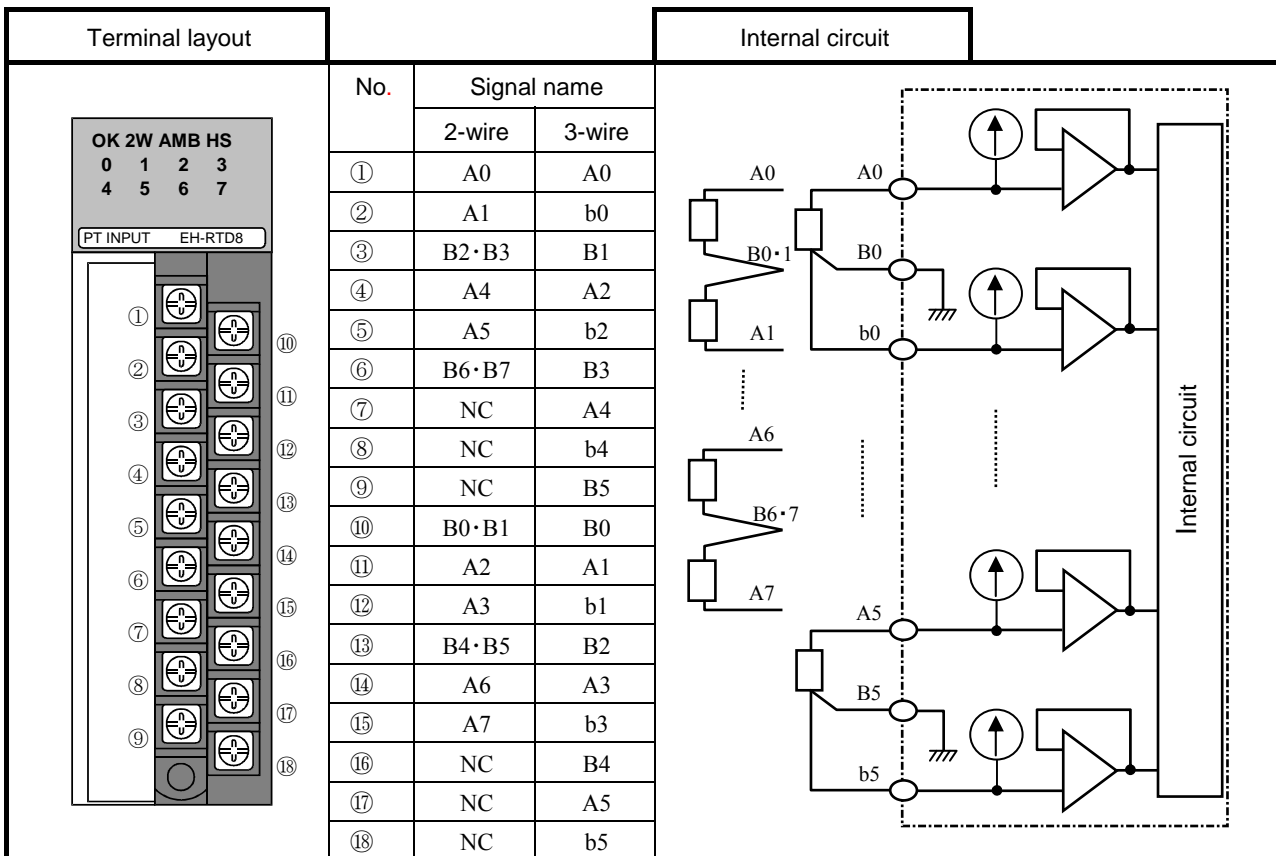 Terminal layout
Internal circuit
OK 2W AMB HS
0 1 2 3
4 5 6 7
PT INPUT EH-RTD8
①
②
③
④
⑤
⑥
⑦
⑧
⑨
⑩
⑪
⑫
⑬
⑭
⑮
⑯
⑰
⑱
No. Signal name
2-wire 3-wire
① A0 A0
② A1 b0
③ B2·B3 B1
④ A4 A2
⑤ A5 b2
⑥ B6·B7 B3
⑦ NC A4
⑧ NC b4
⑨ NC B5
⑩ B0·B1 B0
⑪ A2 A1
⑫ A3 b1
⑬ B4·B5 B2
⑭ A6 A3
⑮ A7 b3
⑯ NC B4
⑰ NC A5
⑱ NC b5
A0
B0·1
A1
A6
B6·7
A7
A0
B0
b0
A5
B5
b5
Internal circuit